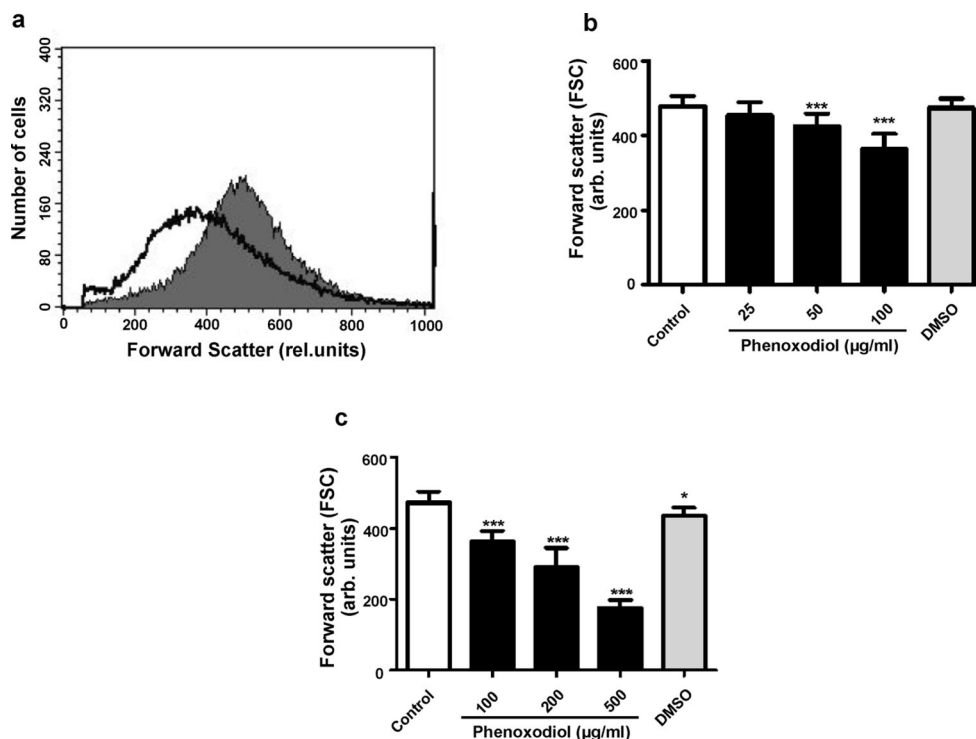 a
Number of cells
400
320
240
160
80
0
0 200 400 600 800 1000
Forward Scatter (rel.units)
b
Forward scatter (FSC)
(arb. units)
600
400
200
0
*** ***
Control 25 50 100 DMSO
Phenoxodiol (µg/ml)
c
Forward scatter (FSC)
(arb. units)
600
400
200
0
*** *** *** *
Control 100 200 500 DMSO
Phenoxodiol (µg/ml)